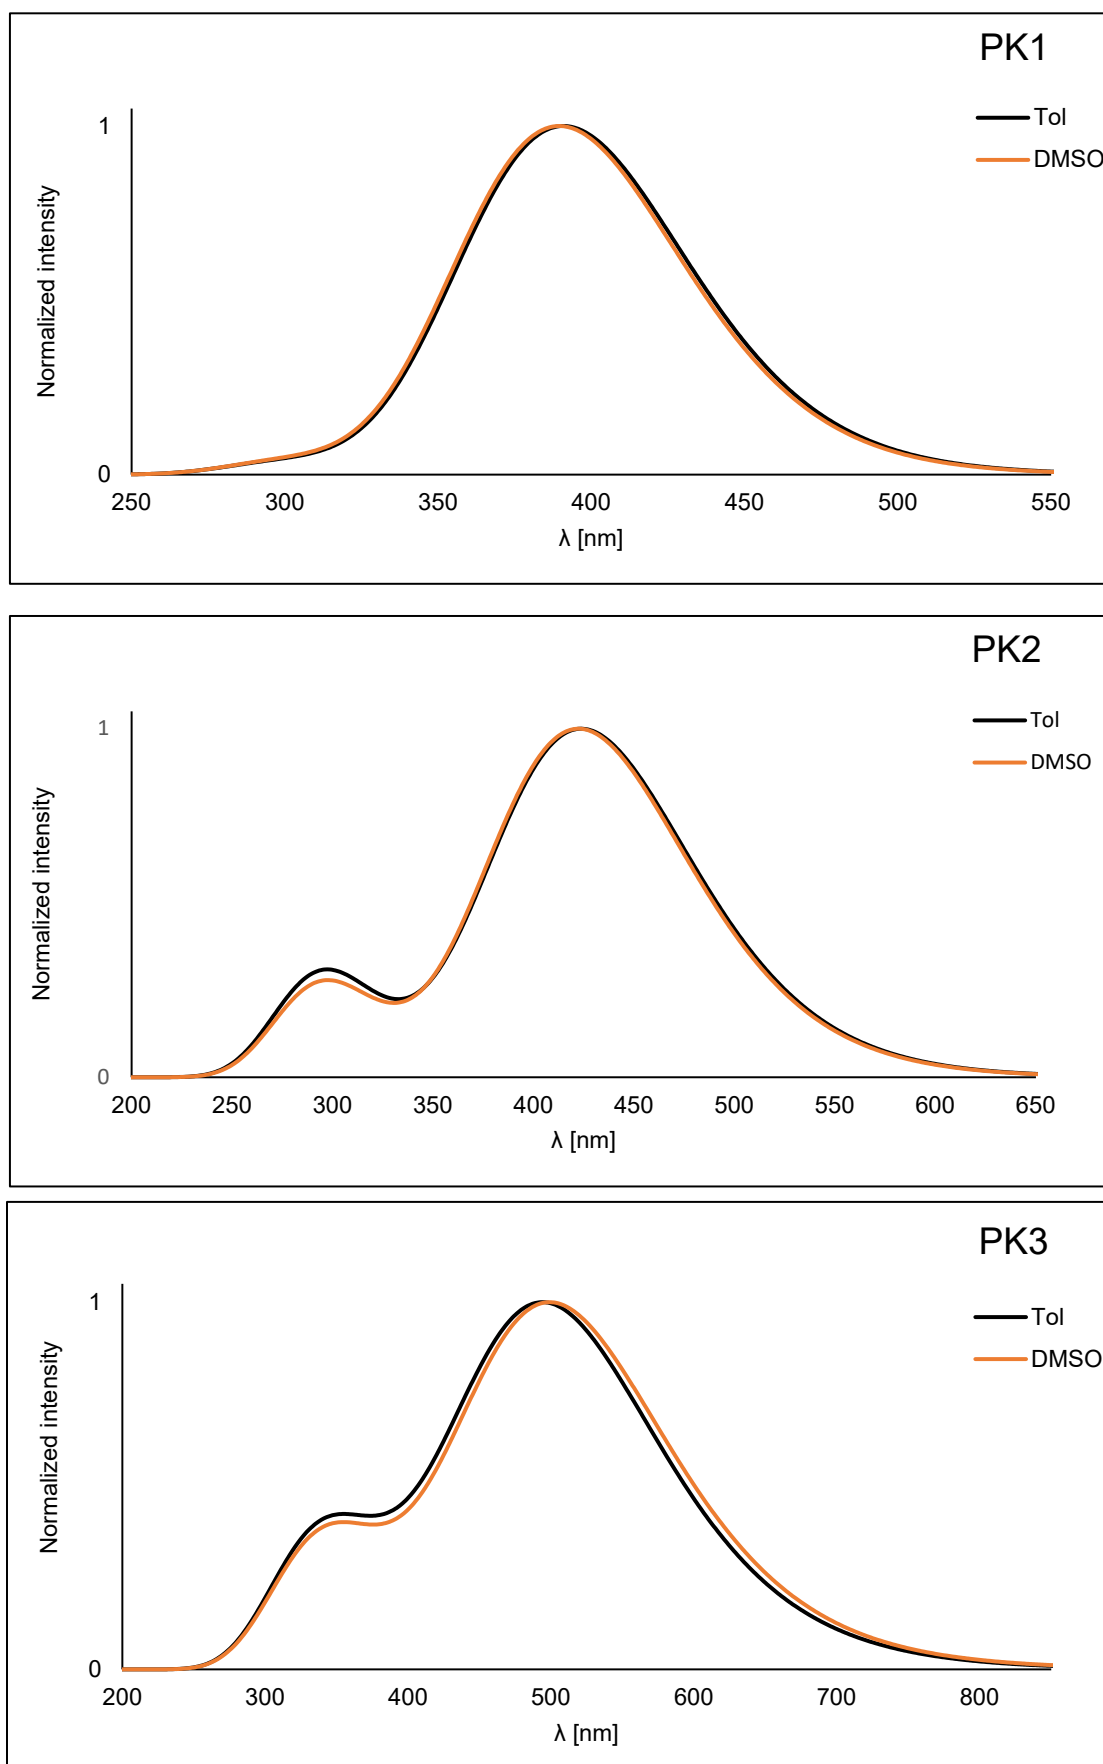 PK1
Tol
DMSO
Normalized intensity
1
0
250 300 350 400 450 500 550
λ [nm]
PK2
Tol
DMSO
Normalized intensity
1
0
200 250 300 350 400 450 500 550 600 650
λ [nm]
PK3
Tol
DMSO
Normalized intensity
1
0
200 300 400 500 600 700 800
λ [nm]